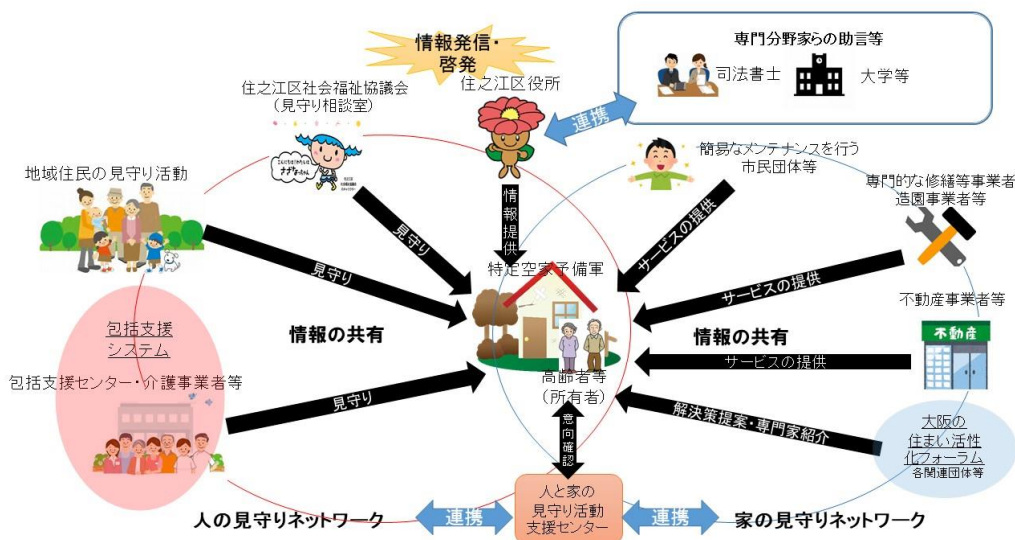 情報発信・
啓発
専門分野家らの助言等
司法書士
大学等
住之江区社会福祉協議会
(見守り相談室)
住之江区役所
連携
地域住民の見守り活動
簡易なメンテナンスを行う
市民団体等
専門的な修繕等事業者
造園事業者等
見守り
情報提供
サービスの提供
見守り
サービスの提供
特定空家予備軍
不動産事業者等
不動産
包括支援
システム
情報の共有
情報の共有
サービスの提供
包括支援センター・介護事業者等
見守り
高齢者等
(所有者)
解決策提案・専門家紹介
意向確認
大阪の
住まい活性
化フォーラム
各関連団体等
人と家の
見守り活動
支援センター
人の見守りネットワーク
連携
連携
家の見守りネットワーク